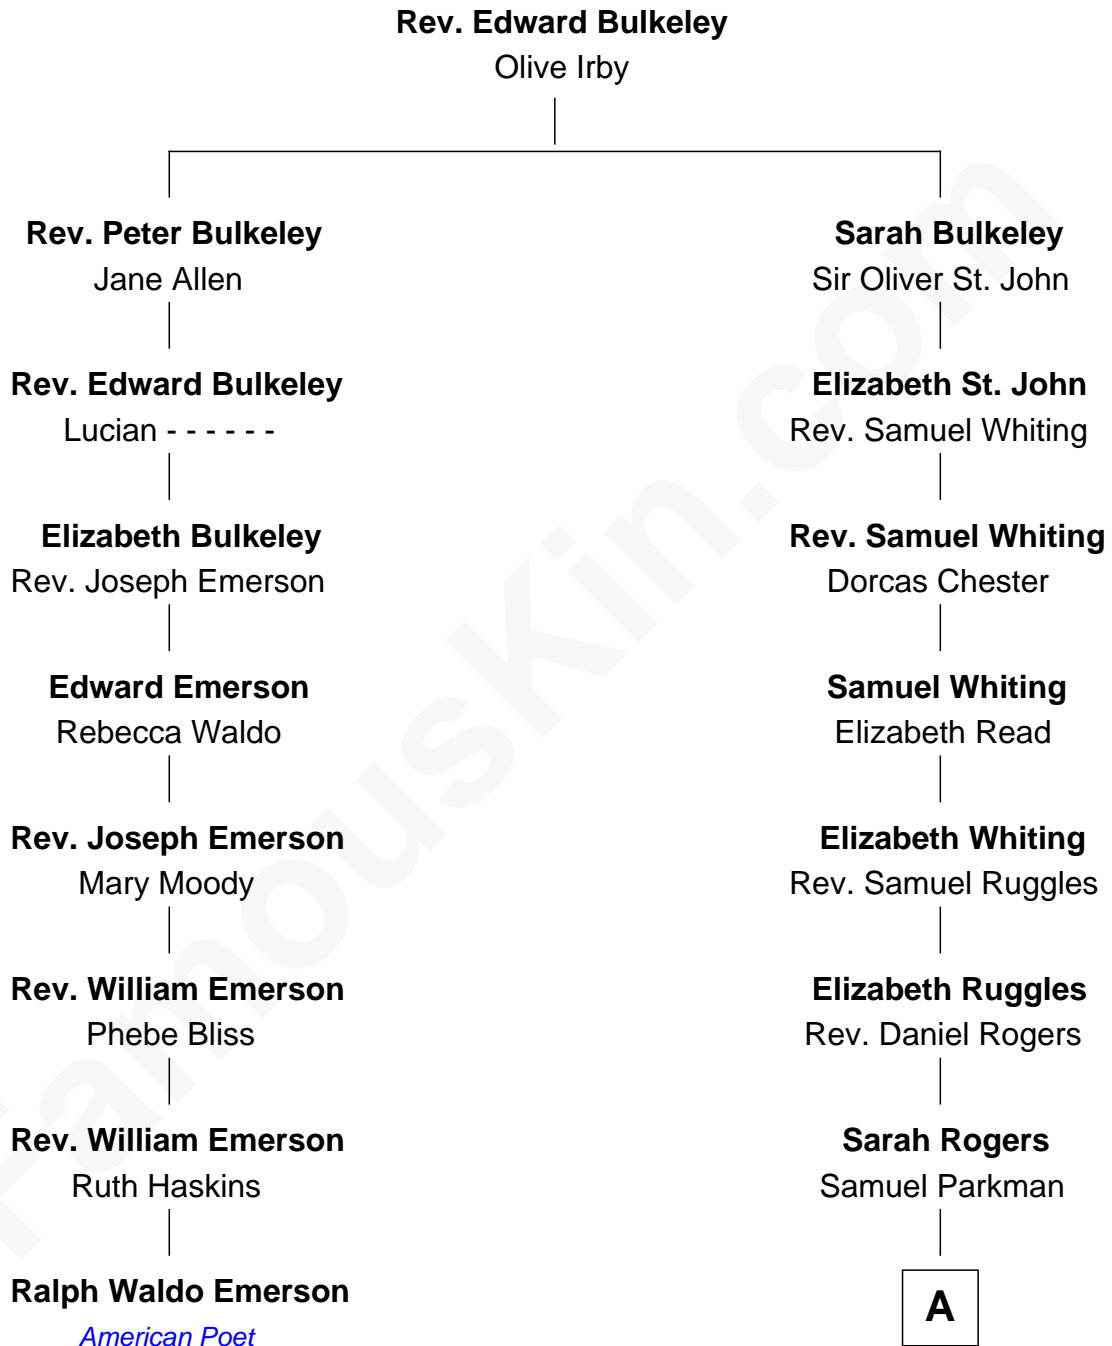 Rev. Edward Bulkeley
Olive Irby
Rev. Peter Bulkeley
Jane Allen
Sarah Bulkeley
Sir Oliver St. John
Rev. Edward Bulkeley
Lucian - - - - - -
Elizabeth St. John
Rev. Samuel Whiting
Elizabeth Bulkeley
Rev. Joseph Emerson
Rev. Samuel Whiting
Dorcas Chester
Edward Emerson
Rebecca Waldo
Samuel Whiting
Elizabeth Read
Rev. Joseph Emerson
Mary Moody
Elizabeth Whiting
Rev. Samuel Ruggles
Rev. William Emerson
Phebe Bliss
Elizabeth Ruggles
Rev. Daniel Rogers
Rev. William Emerson
Ruth Haskins
Sarah Rogers
Samuel Parkman
Ralph Waldo Emerson
American Poet
A
FamousKin.com